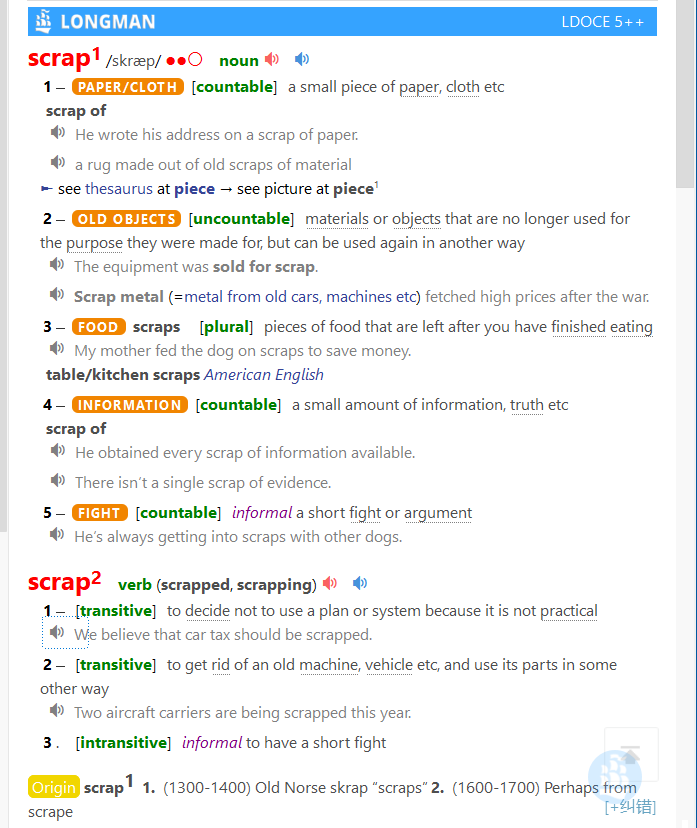 LONGMAN LDOCE 5++
scrap1 /skræp/ ●●○ noun
1 – PAPER/CLOTH [countable] a small piece of paper, cloth etc
scrap of
He wrote his address on a scrap of paper.
a rug made out of old scraps of material
➼ see thesaurus at piece → see picture at piece1
2 – OLD OBJECTS [uncountable] materials or objects that are no longer used for
the purpose they were made for, but can be used again in another way
The equipment was sold for scrap.
Scrap metal (=metal from old cars, machines etc) fetched high prices after the war.
3 – FOOD scraps [plural] pieces of food that are left after you have finished eating
My mother fed the dog on scraps to save money.
table/kitchen scraps American English
4 – INFORMATION [countable] a small amount of information, truth etc
scrap of
He obtained every scrap of information available.
There isn’t a single scrap of evidence.
5 – FIGHT [countable] informal a short fight or argument
He’s always getting into scraps with other dogs.
scrap2 verb (scrapped, scrapping)
1 – [transitive] to decide not to use a plan or system because it is not practical
We believe that car tax should be scrapped.
2 – [transitive] to get rid of an old machine, vehicle etc, and use its parts in some
other way
Two aircraft carriers are being scrapped this year.
3 . [intransitive] informal to have a short fight
Origin scrap1 1. (1300-1400) Old Norse skrap “scraps” 2. (1600-1700) Perhaps from
scrape
[+纠错]